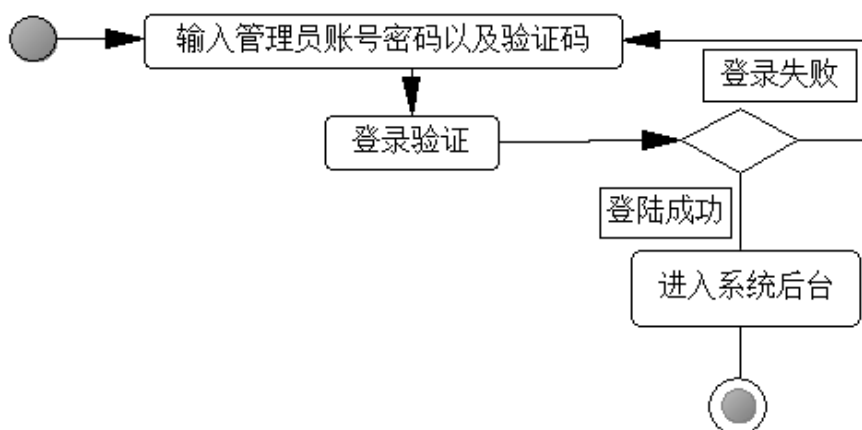 输入管理员账号密码以及验证码
登录失败
登录验证
登陆成功
进入系统后台